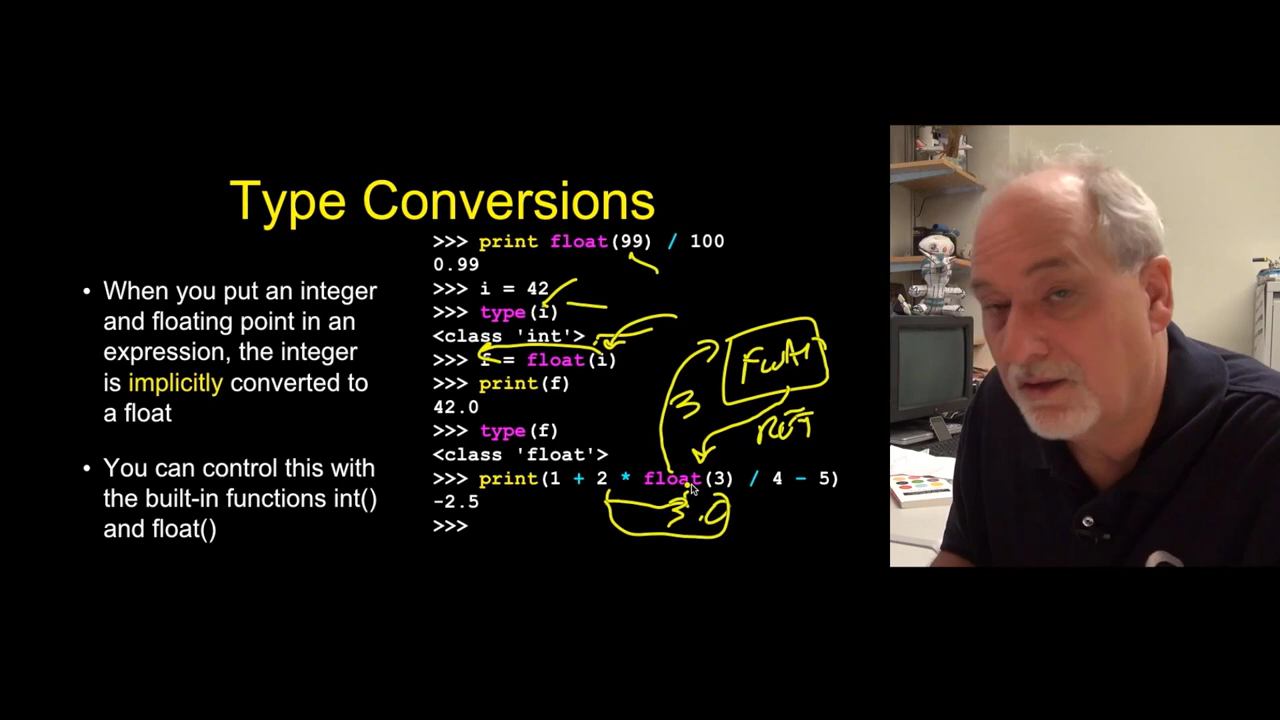 Type Conversions
• When you put an integer
and floating point in an
expression, the integer
is implicitly converted to
a float
• You can control this with
the built-in functions int()
and float()
>>> print float(99) / 100
0.99
>>> i = 42
>>> type(i)
<class 'int'>
>>> f = float(i)
>>> print(f)
42.0
>>> type(f)
<class 'float'>
>>> print(1 + 2 * float(3) / 4 - 5)
-2.5
>>>
3
3.0